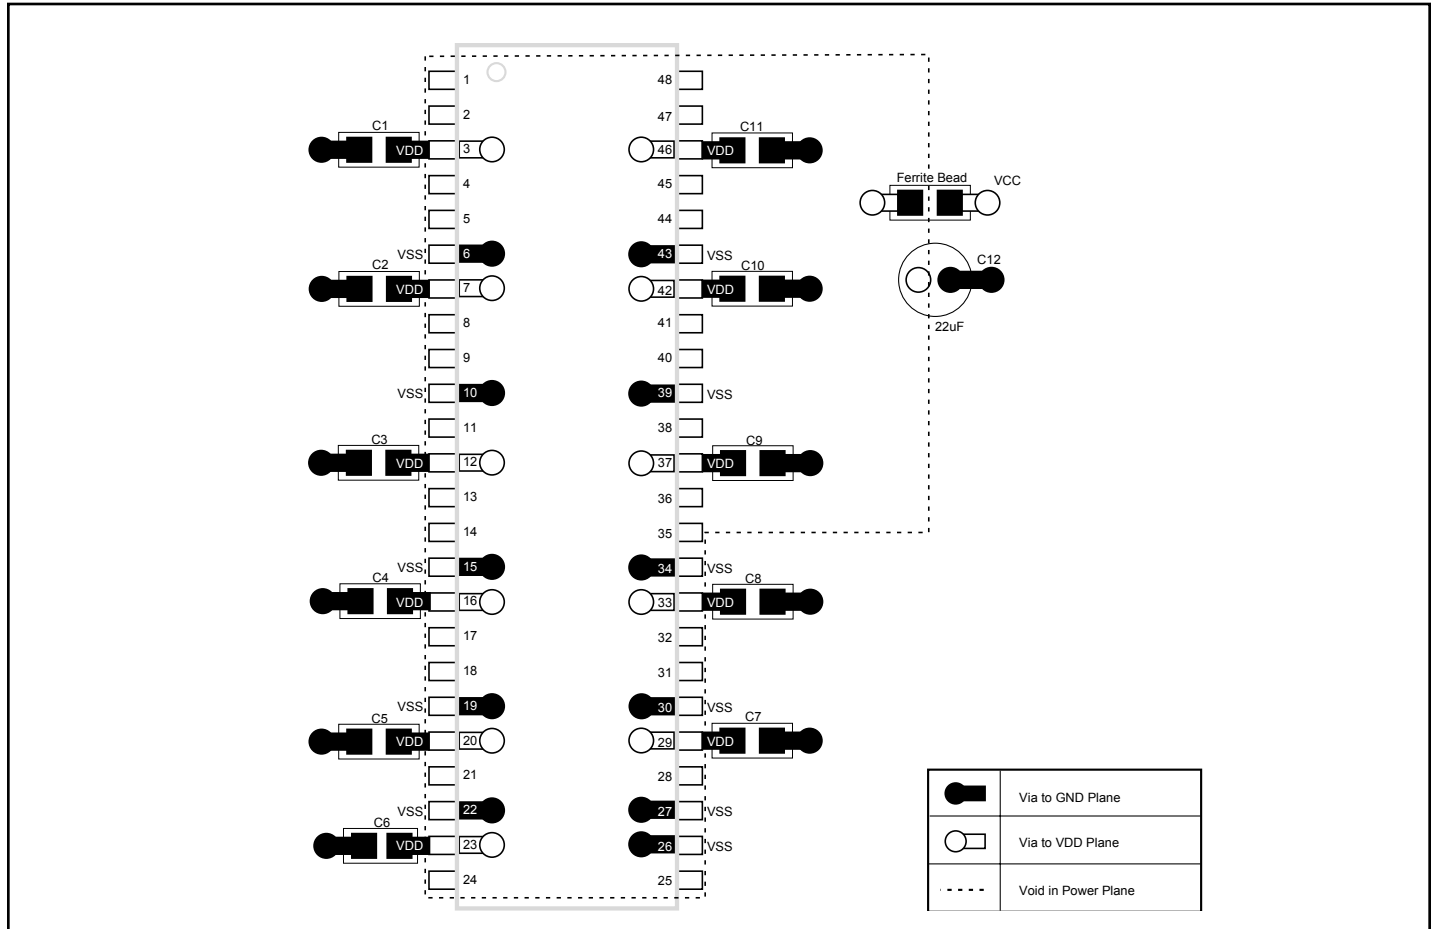 1 48
2 47
C1 C11
VDD 3 46 VDD
4 45
Ferrite Bead VCC
5 44
VSS 6 43 VSS
C2 C10 C12
VDD 7 42 VDD
8 41
22uF
9 40
VSS 10 39 VSS
11 38
C3 C9
VDD 12 37 VDD
13 36
14 35
VSS 15 34 VSS
C4 C8
VDD 16 33 VDD
17 32
18 31
VSS 19 30 VSS
C5 C7
VDD 20 29 VDD
21 28
VSS 22 27 VSS
C6
VDD 23 26 VSS
24 25
Via to GND Plane
Via to VDD Plane
Void in Power Plane